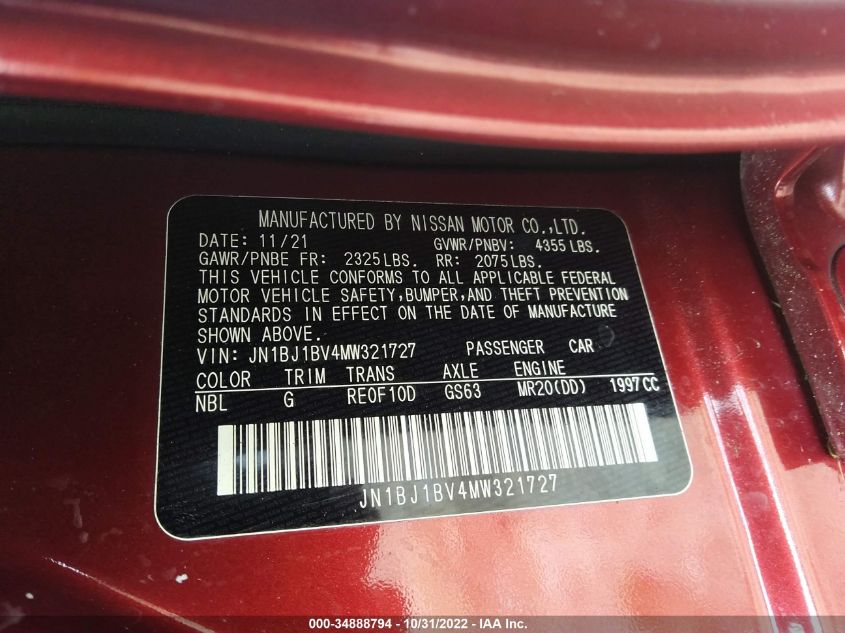 MANUFACTURED BY NISSAN MOTOR CO.,LTD.
DATE: 11/21 GVWR/PNBV: 4355 LBS.
GAWR/PNBE FR: 2325 LBS. RR: 2075 LBS.
THIS VEHICLE CONFORMS TO ALL APPLICABLE FEDERAL
MOTOR VEHICLE SAFETY, BUMPER, AND THEFT PREVENTION
STANDARDS IN EFFECT ON THE DATE OF MANUFACTURE
SHOWN ABOVE.
VIN: JN1BJ1BV4MW321727 PASSENGER CAR
COLOR TRIM TRANS AXLE ENGINE
NBL G RE0F10D GS63 MR20(DD) 1997 CC
JN1BJ1BV4MW321727
000-34888794 - 10/31/2022 - IAA Inc.